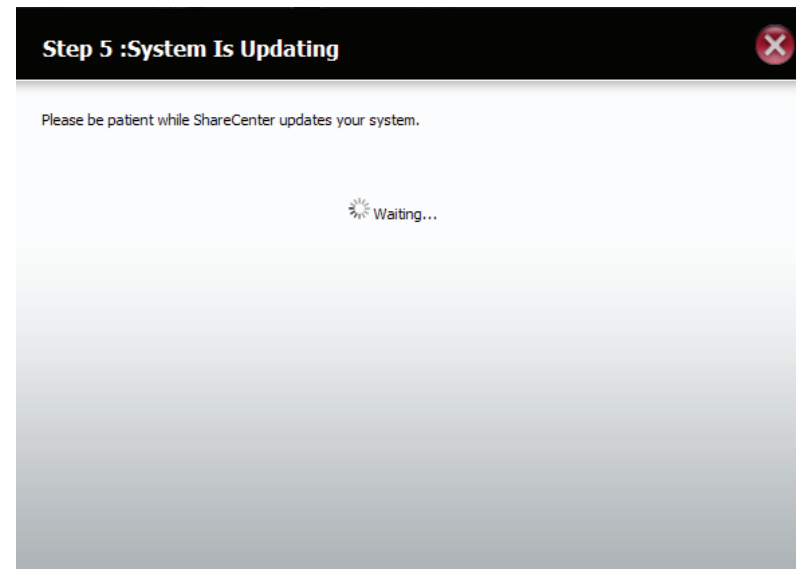 Step 5 :System Is Updating
Please be patient while ShareCenter updates your system.
Waiting...